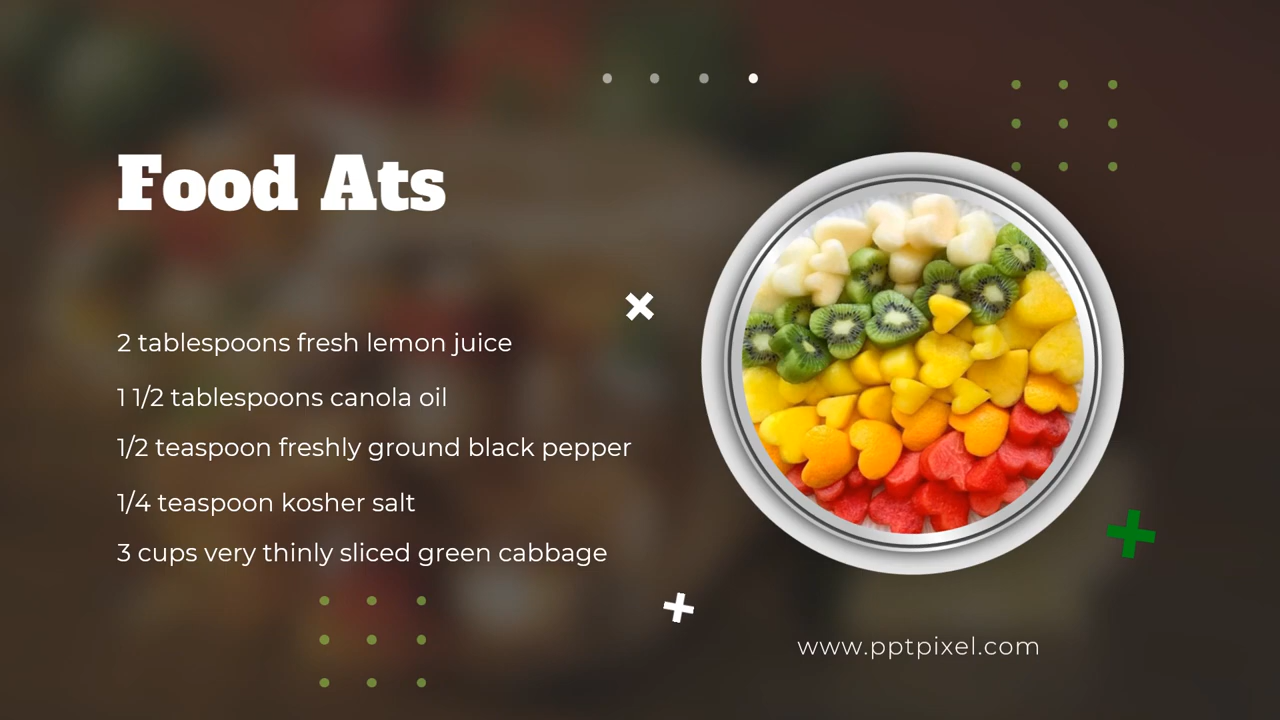 Food Ats
2 tablespoons fresh lemon juice
1 1/2 tablespoons canola oil
1/2 teaspoon freshly ground black pepper
1/4 teaspoon kosher salt
3 cups very thinly sliced green cabbage
www.pptpixel.com